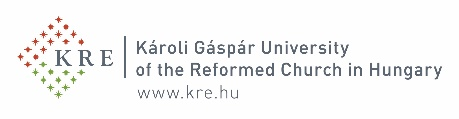 KRE
Károli Gáspár University
of the Reformed Church in Hungary
www.kre.hu